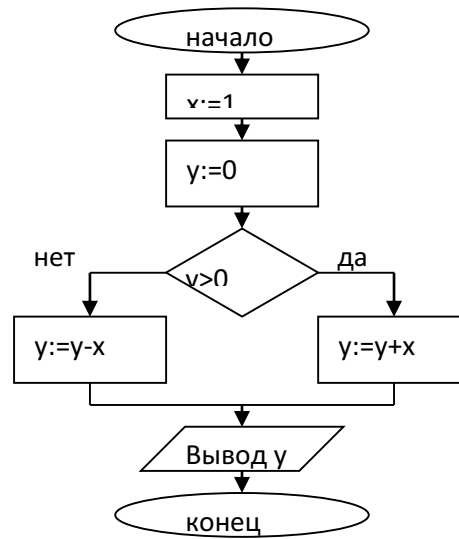 начало
x:=1
y:=0
нет
да
y>0
y:=y-x
y:=y+x
Вывод y
конец